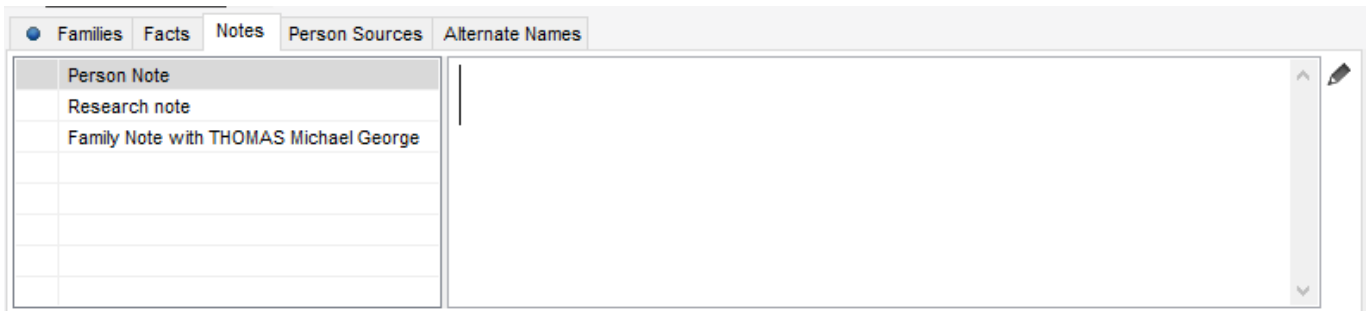 Families Facts Notes Person Sources Alternate Names
Person Note
Research note
Family Note with THOMAS Michael George